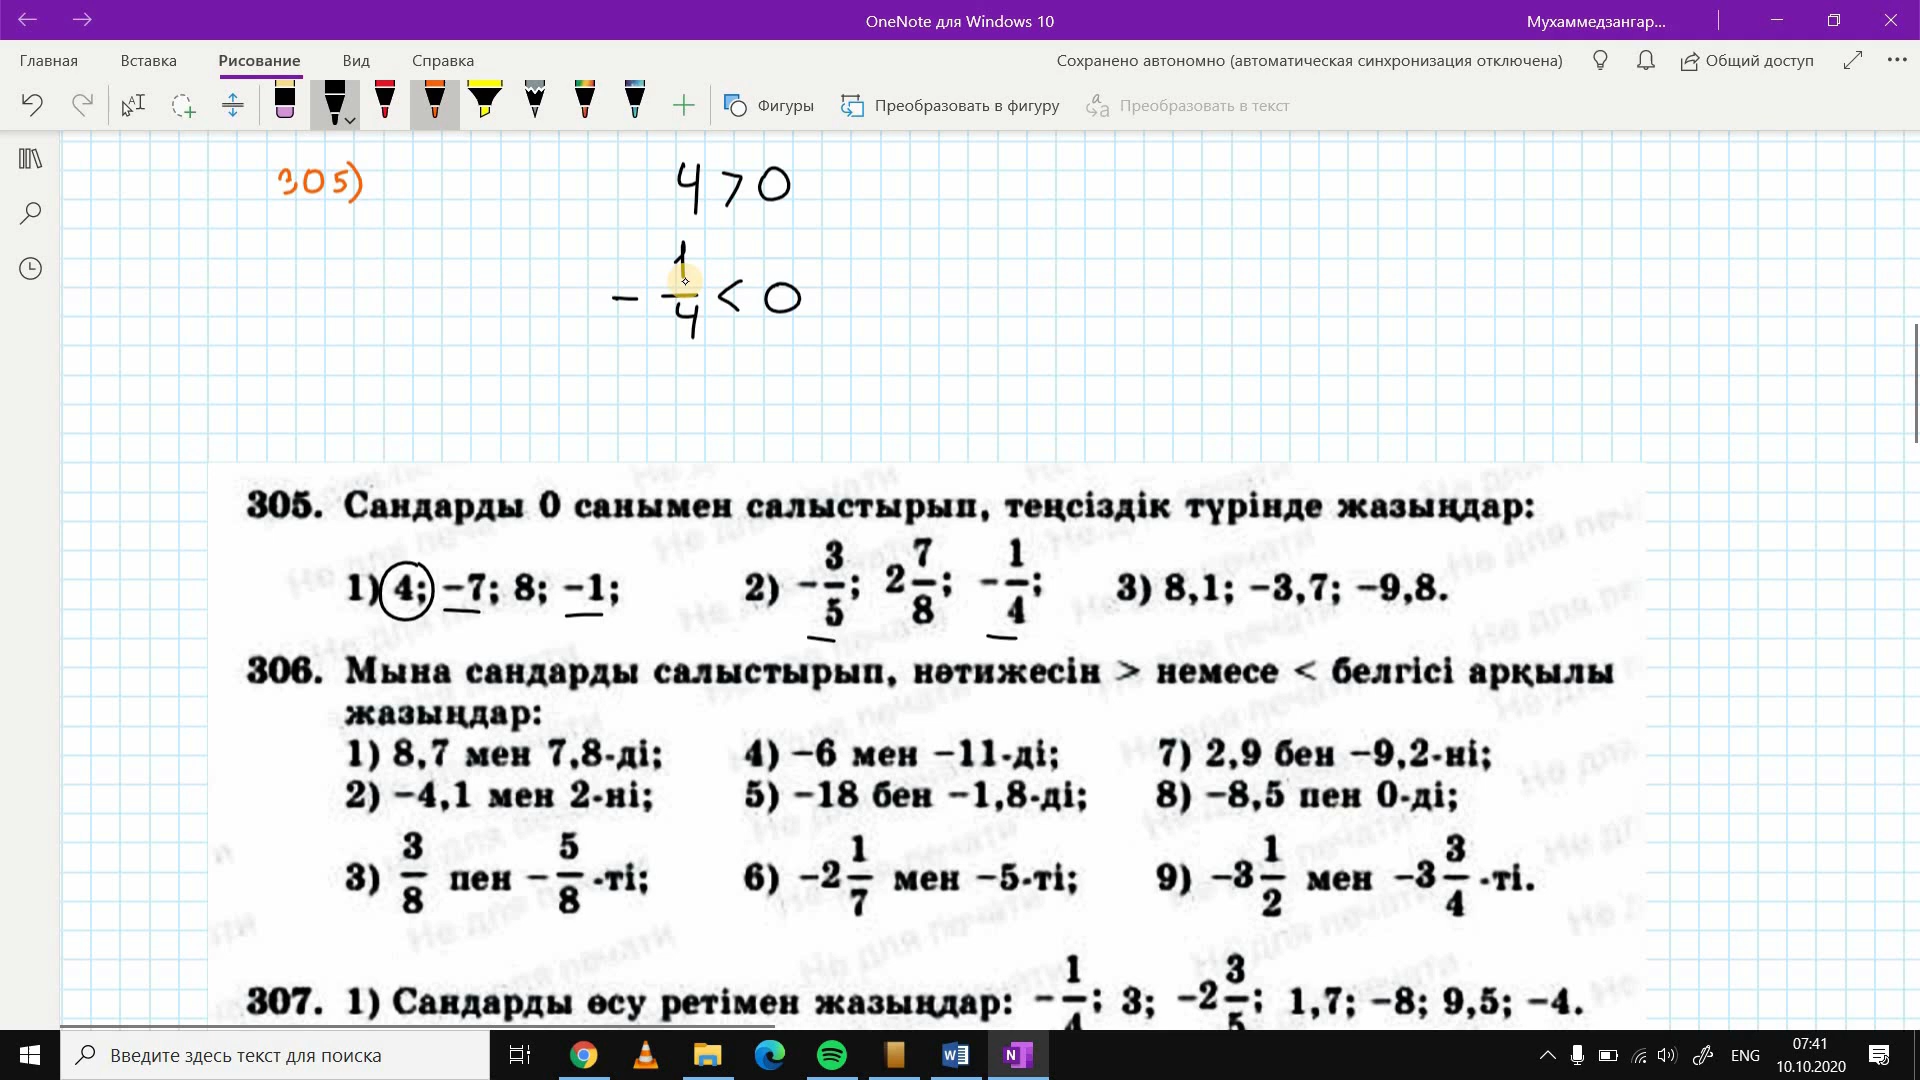 OneNote для Windows 10
Мухаммедзангар...
Главная Вставка Рисование Вид Справка
Сохранено автономно (автоматическая синхронизация отключена) Общий доступ
Фигуры Преобразовать в фигуру Преобразовать в текст
305) 4 > 0
- 1/4 < 0
305. Сандарды 0 санымен салыстырып, теңсіздік түрінде жазыңдар:
1) 4; −7; 8; −1; 2) −3/5; 2 7/8; −1/4; 3) 8,1; −3,7; −9,8.
306. Мына сандарды салыстырып, нәтижесін > немесе < белгісі арқылы
жазыңдар:
1) 8,7 мен 7,8-ді; 4) −6 мен −11-ді; 7) 2,9 бен −9,2-ні;
2) −4,1 мен 2-ні; 5) −18 бен −1,8-ді; 8) −8,5 пен 0-ді;
3) 3/8 пен −5/8-ті; 6) −2 1/7 мен −5-ті; 9) −3 1/2 мен −3 3/4-ті.
307. 1) Сандарды өсу ретімен жазыңдар: −1/4; 3; −2 3/5; 1,7; −8; 9,5; −4.
Введите здесь текст для поиска
ENG
07:41
10.10.2020